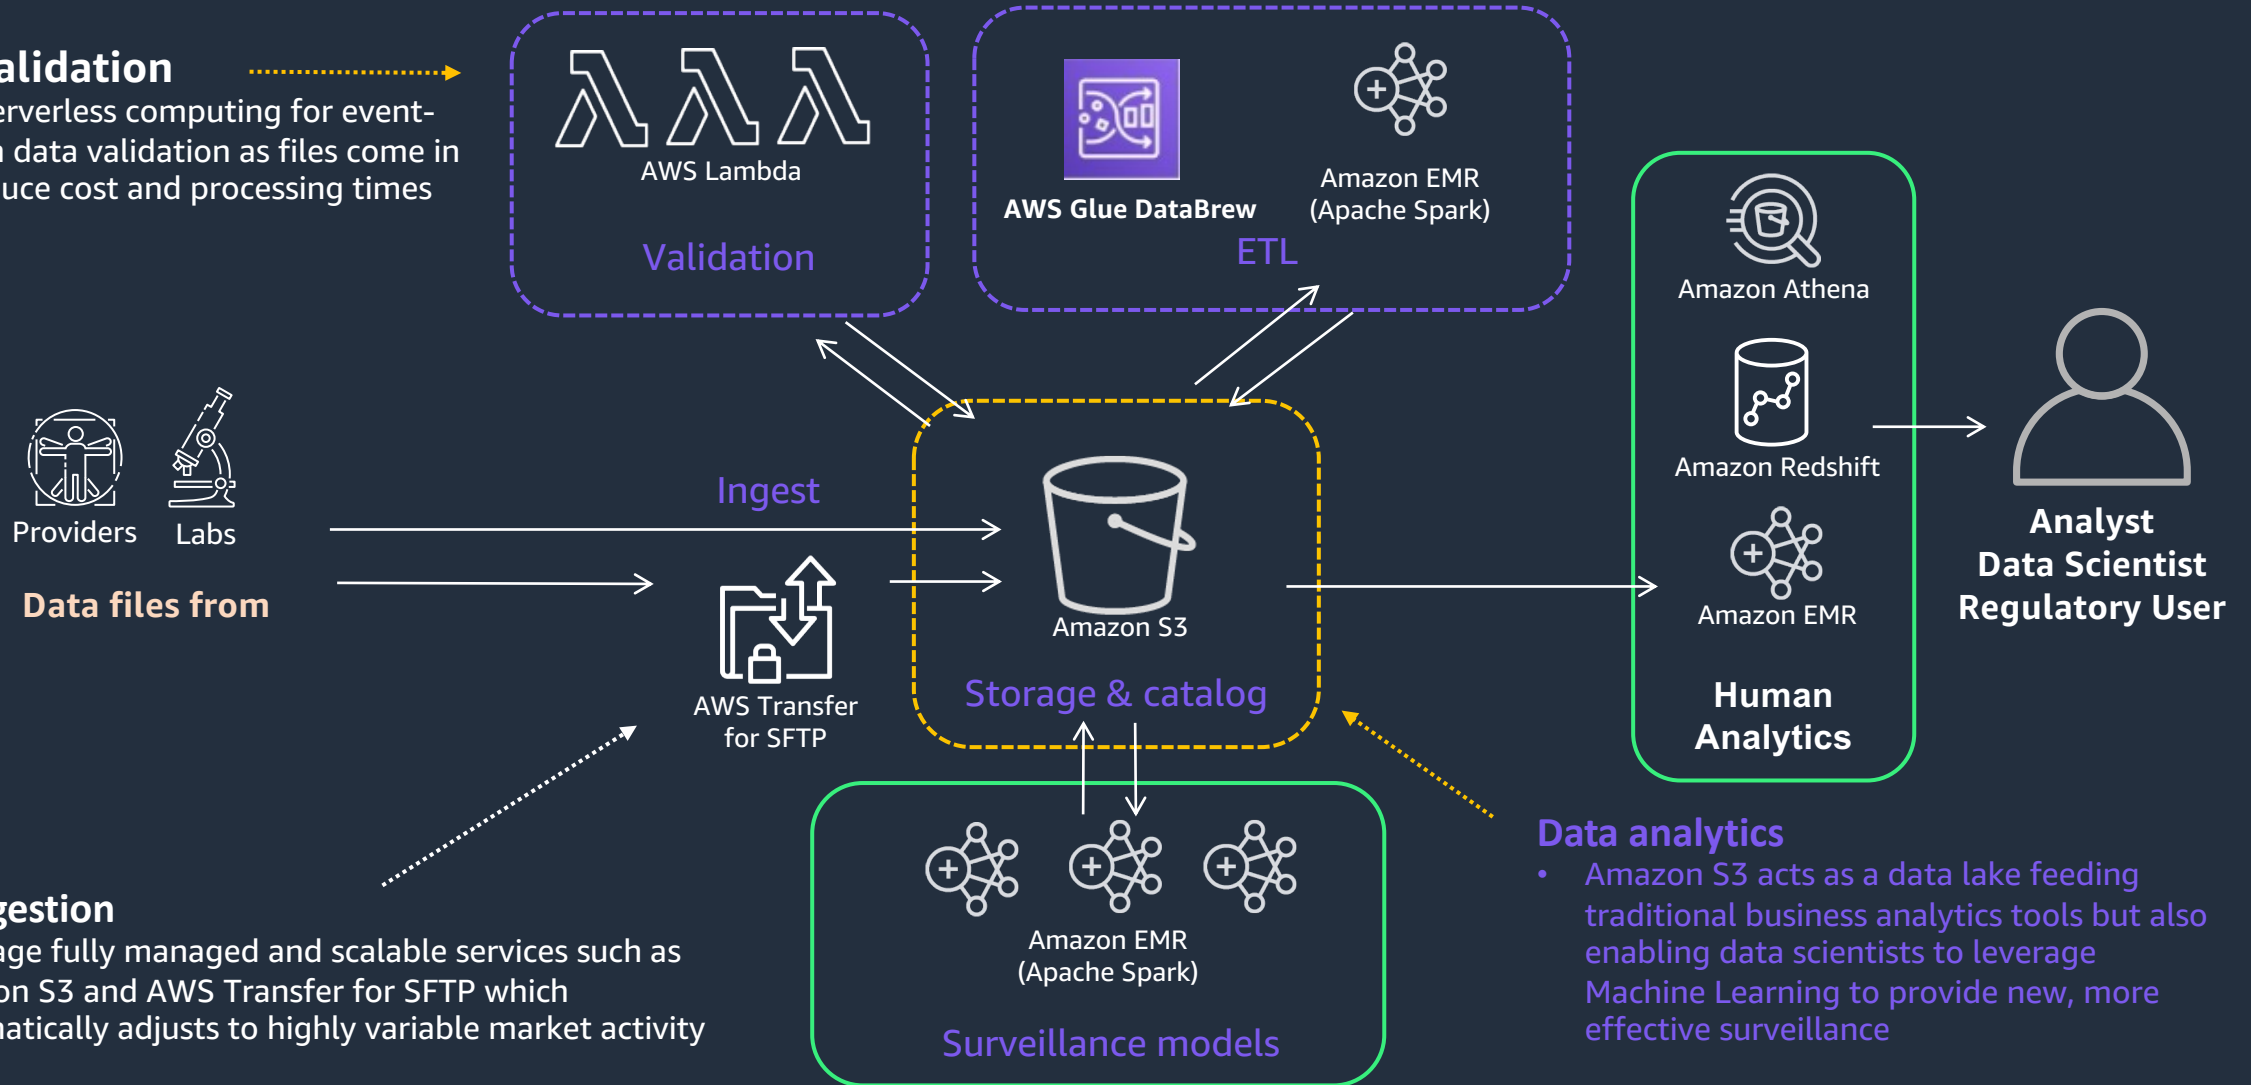 alidation
erverless computing for event-
data validation as files come in
uce cost and processing times
AWS Lambda
Validation
AWS Glue DataBrew
Amazon EMR
(Apache Spark)
ETL
Amazon Athena
Amazon Redshift
Amazon EMR
Human
Analytics
Analyst
Data Scientist
Regulatory User
Providers
Labs
Data files from
Ingest
AWS Transfer
for SFTP
Amazon S3
Storage & catalog
Amazon EMR
(Apache Spark)
Surveillance models
gestion
age fully managed and scalable services such as
on S3 and AWS Transfer for SFTP which
matically adjusts to highly variable market activity
Data analytics
• Amazon S3 acts as a data lake feeding
traditional business analytics tools but also
enabling data scientists to leverage
Machine Learning to provide new, more
effective surveillance